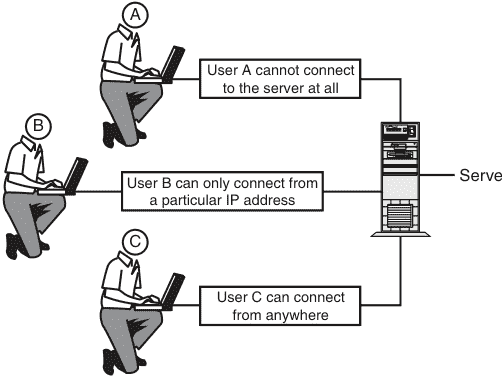 A
User A cannot connect
to the server at all
B
User B can only connect from
a particular IP address
Serve
C
User C can connect
from anywhere